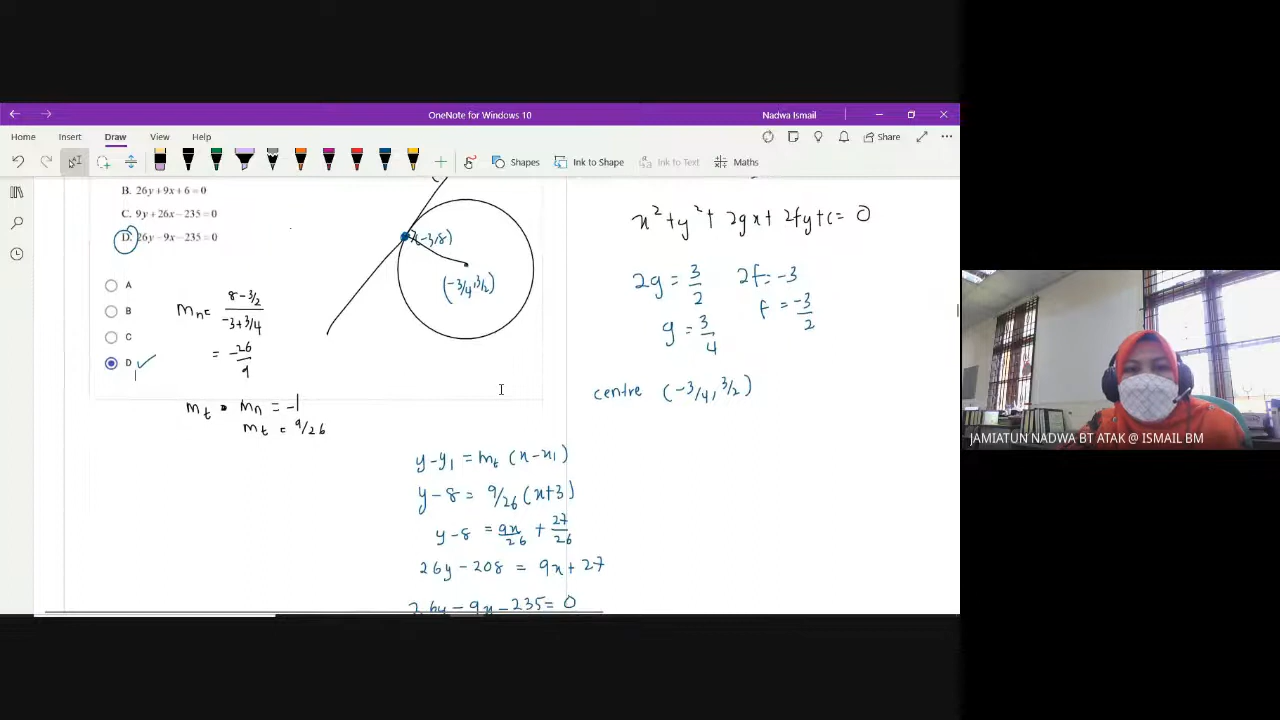 OneNote for Windows 10
Nadwa Ismail
Home Insert Draw View Help
Share
Shapes Ink to Shape Ink to Text Maths
B. 26y+9x+6=0
C. 9y+26x−235=0
D. 26y−9x−235=0
A
B
C
D
(-3,8)
(-3/4, 3/2)
mn = 8-3/2 / -3+3/4
= -26/9
mt • mn = -1
mt = 9/26
x²+y²+2gx+2fy+c=0
2g = 3/2 2f = -3
g = 3/4 f = -3/2
centre (-3/4, 3/2)
y-y1 = mt (x-x1)
y-8 = 9/26 (x+3)
y-8 = 9x/26 + 27/26
26y-208 = 9x+27
26y-9x-235=0
JAMIATUN NADWA BT ATAK @ ISMAIL BM